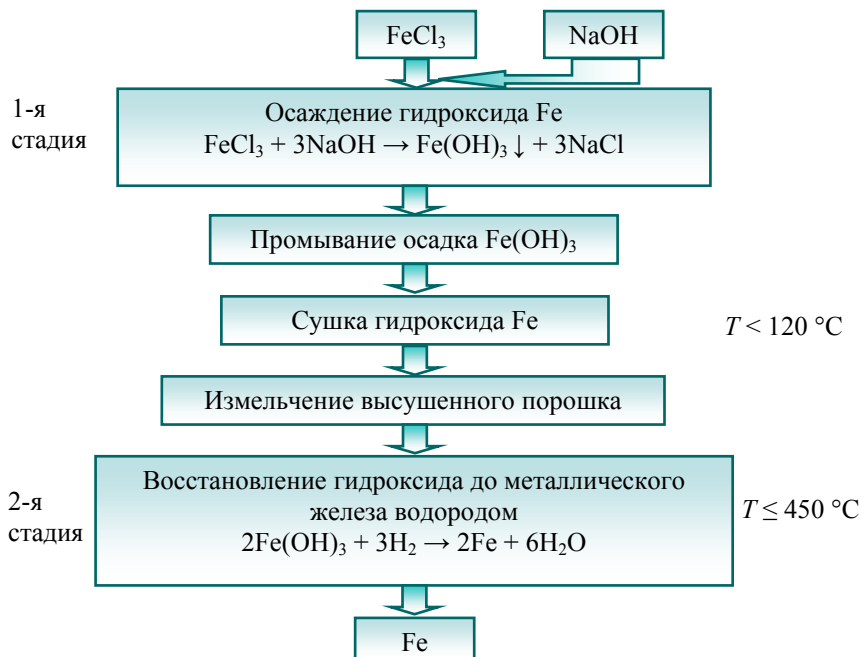 FeCl₃ NaOH
1-я
стадия
Осаждение гидроксида Fe
FeCl₃ + 3NaOH → Fe(OH)₃ ↓ + 3NaCl
Промывание осадка Fe(OH)₃
Сушка гидроксида Fe
T < 120 °C
Измельчение высушенного порошка
2-я
стадия
Восстановление гидроксида до металлического
железа водородом
2Fe(OH)₃ + 3H₂ → 2Fe + 6H₂O
T ≤ 450 °C
Fe